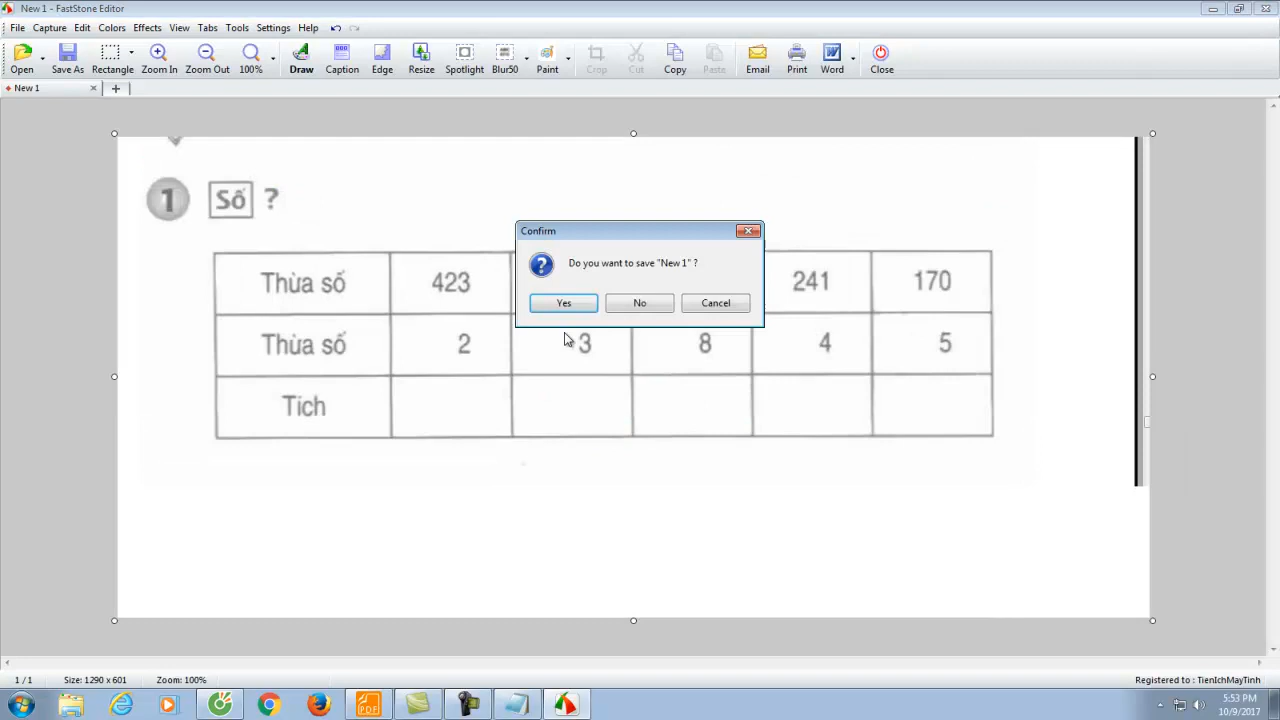 New 1 - FastStone Editor
File Capture Edit Colors Effects View Tabs Tools Settings Help
Open Save As Rectangle Zoom In Zoom Out 100% Draw Caption Edge Resize Spotlight Blur50 Paint Crop Cut Copy Paste Email Print Word Close
New 1
1 Số ?
Confirm
Do you want to save "New 1" ?
Yes No Cancel
Thừa số 423 241 170
Thừa số 2 3 8 4 5
Tích
1 / 1 Size: 1290 x 601 Zoom: 100% Registered to : TienIchMayTinh
PDF
5:53 PM
10/9/2017